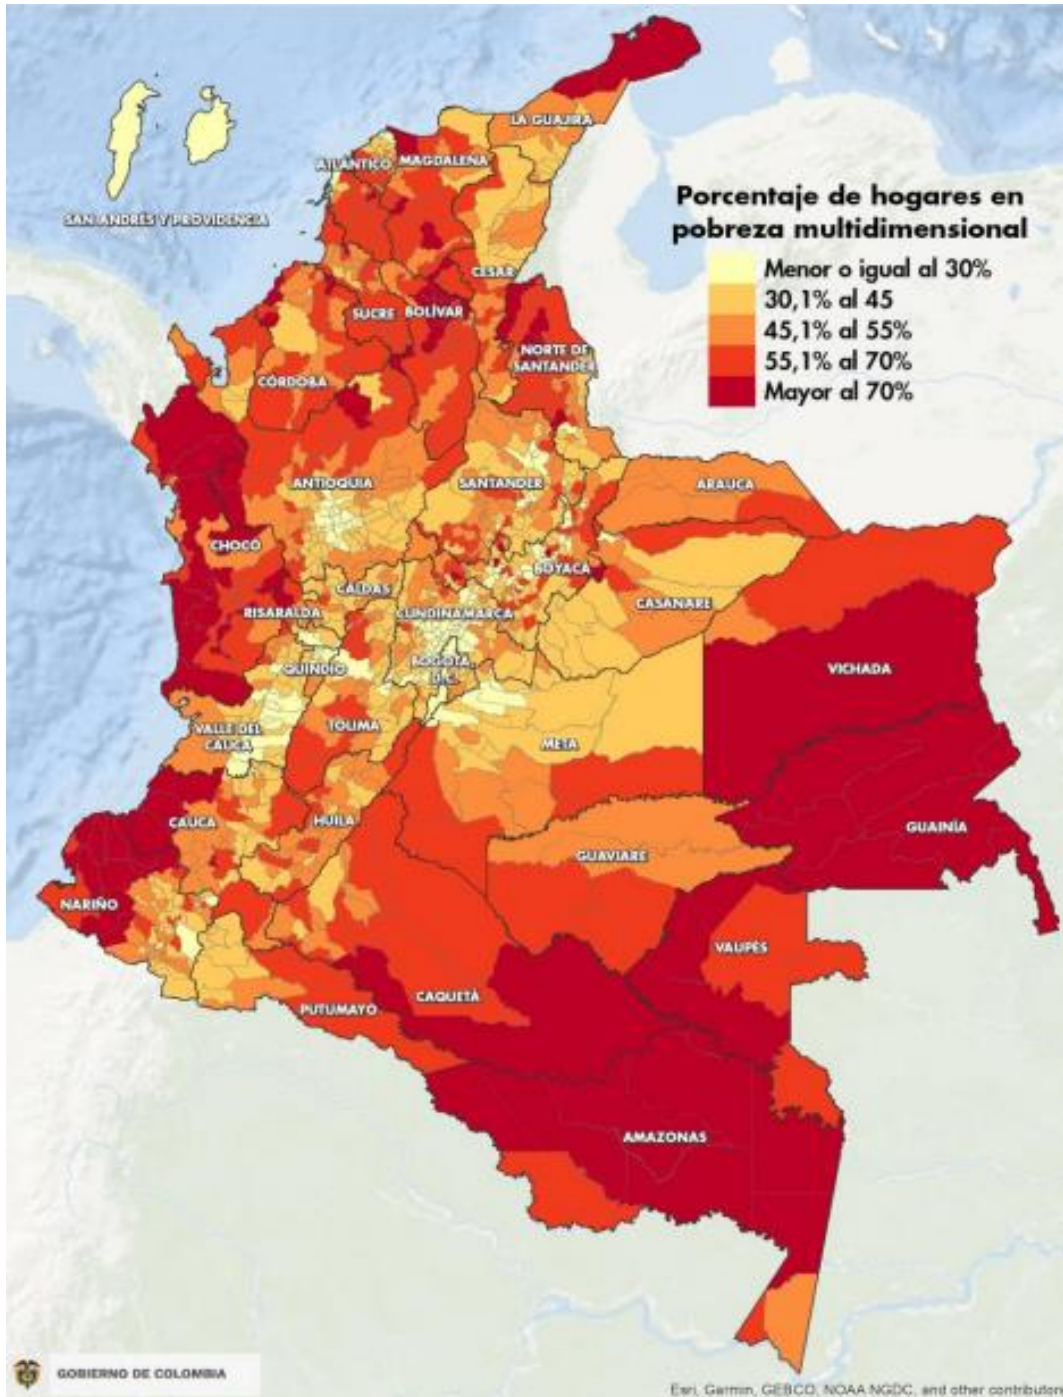 LA GUAJIRA
ATLÁNTICO
MAGDALENA
SAN ANDRES Y PROVIDENCIA
Porcentaje de hogares en
pobreza multidimensional
Menor o igual al 30%
30,1% al 45
45,1% al 55%
55,1% al 70%
Mayor al 70%
CESAR
SUCRE
BOLÍVAR
NORTE DE
SANTANDER
CÓRDOBA
ANTIOQUIA
SANTANDER
ARAUCA
CHOCÓ
BOYACÁ
CALDAS
CASANARE
RISARALDA
CUNDINAMARCA
QUINDÍO
BOGOTÁ
D.C.
VICHADA
VALLE DEL
CAUCA
TOLIMA
META
CAUCA
HUILA
GUAINÍA
GUAVIARE
NARIÑO
VAUPÉS
CAQUETÁ
PUTUMAYO
AMAZONAS
GOBIERNO DE COLOMBIA
Esri, Garmin, GEBCO, NOAA NGDC, and other contributor